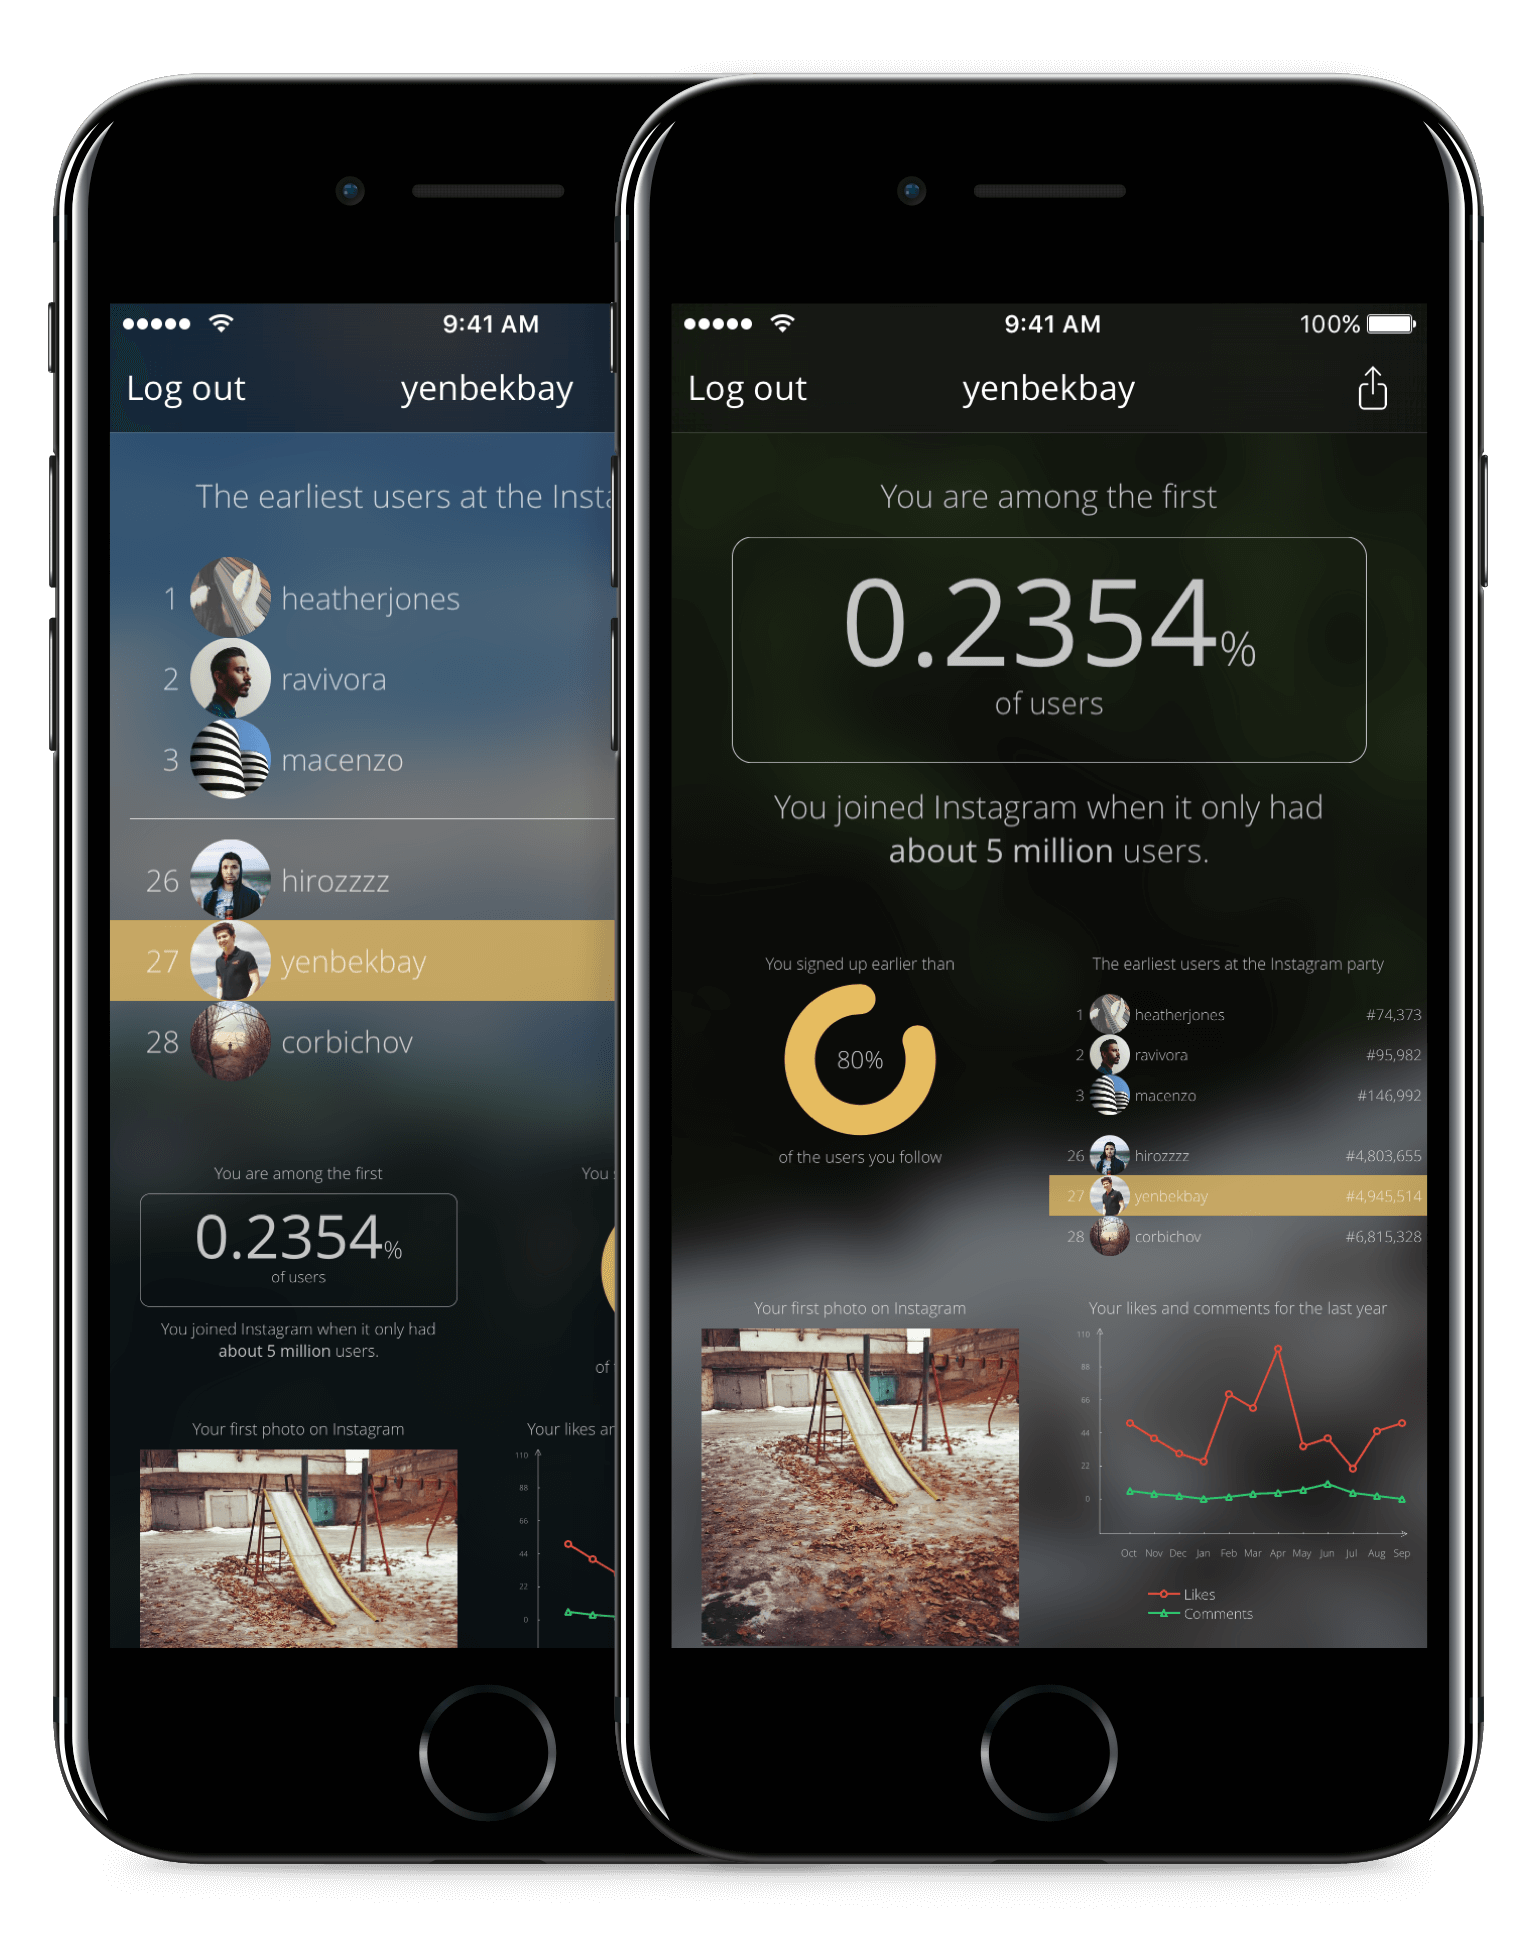 9:41 AM
Log out
yenbekbay
The earliest users at the Insta
1 heatherjones
2 ravivora
3 macenzo
26 hirozzzz
27 yenbekbay
28 corbichov
You are among the first
0.2354%
of users
You joined Instagram when it only had
about 5 million users.
You
of
Your first photo on Instagram
Your likes
110
88
66
44
22
0
9:41 AM
100%
Log out
yenbekbay
You are among the first
0.2354%
of users
You joined Instagram when it only had
about 5 million users.
You signed up earlier than
80%
of the users you follow
The earliest users at the Instagram party
1 heatherjones #74,373
2 ravivora #95,982
3 macenzo #146,992
26 hirozzzz #4,803,655
27 yenbekbay #4,945,514
28 corbichov #6,815,328
Your first photo on Instagram
Your likes and comments for the last year
110
88
66
44
22
0
Oct Nov Dec Jan Feb Mar Apr May Jun Jul Aug Sep
Likes
Comments